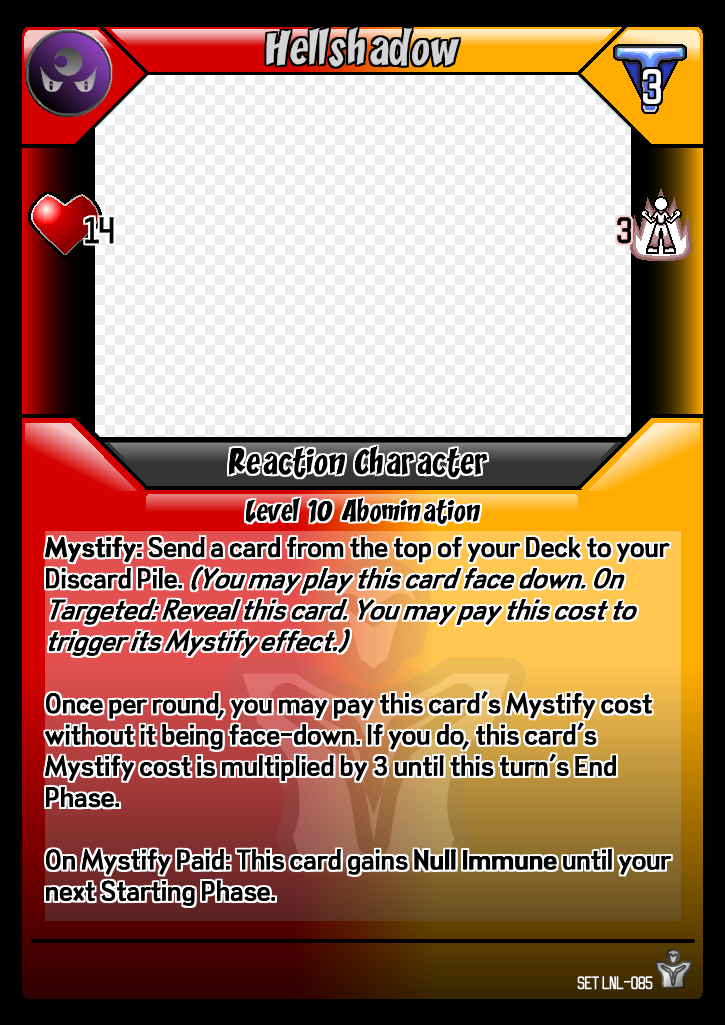 Hellshadow
3
14
3
Reaction Character
Level 10 Abomination
Mystify: Send a card from the top of your Deck to your
Discard Pile. (You may play this card face down. On
Targeted: Reveal this card. You may pay this cost to
trigger its Mystify effect.)
Once per round, you may pay this card's Mystify cost
without it being face-down. If you do, this card's
Mystify cost is multiplied by 3 until this turn's End
Phase.
On Mystify Paid: This card gains Null Immune until your
next Starting Phase.
SET LNL-085